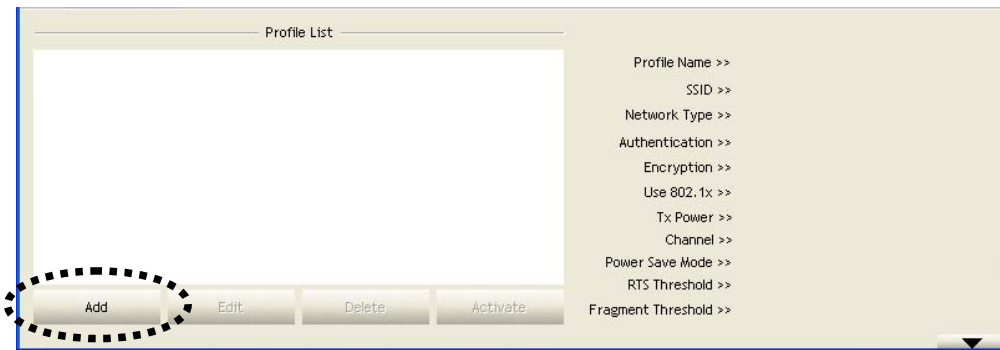 Profile List
Profile Name >>
SSID >>
Network Type >>
Authentication >>
Encryption >>
Use 802.1x >>
Tx Power >>
Channel >>
Power Save Mode >>
RTS Threshold >>
Fragment Threshold >>
Add Edit Delete Activate